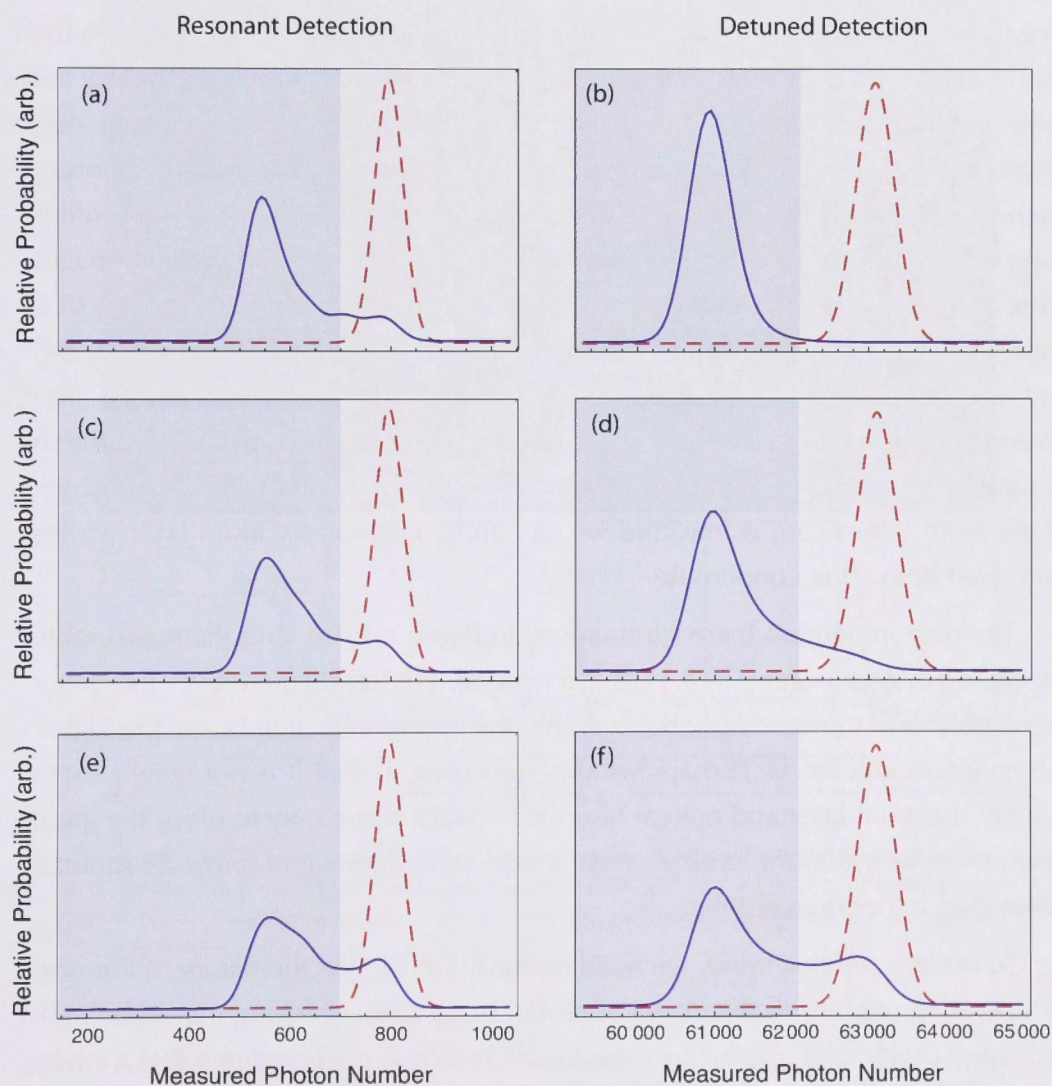 Resonant Detection
Detuned Detection
Relative Probability (arb.)
(a)
(b)
Relative Probability (arb.)
(c)
(d)
Relative Probability (arb.)
(e)
(f)
200 400 600 800 1000
60 000 61 000 62 000 63 000 64 000 65 000
Measured Photon Number
Measured Photon Number